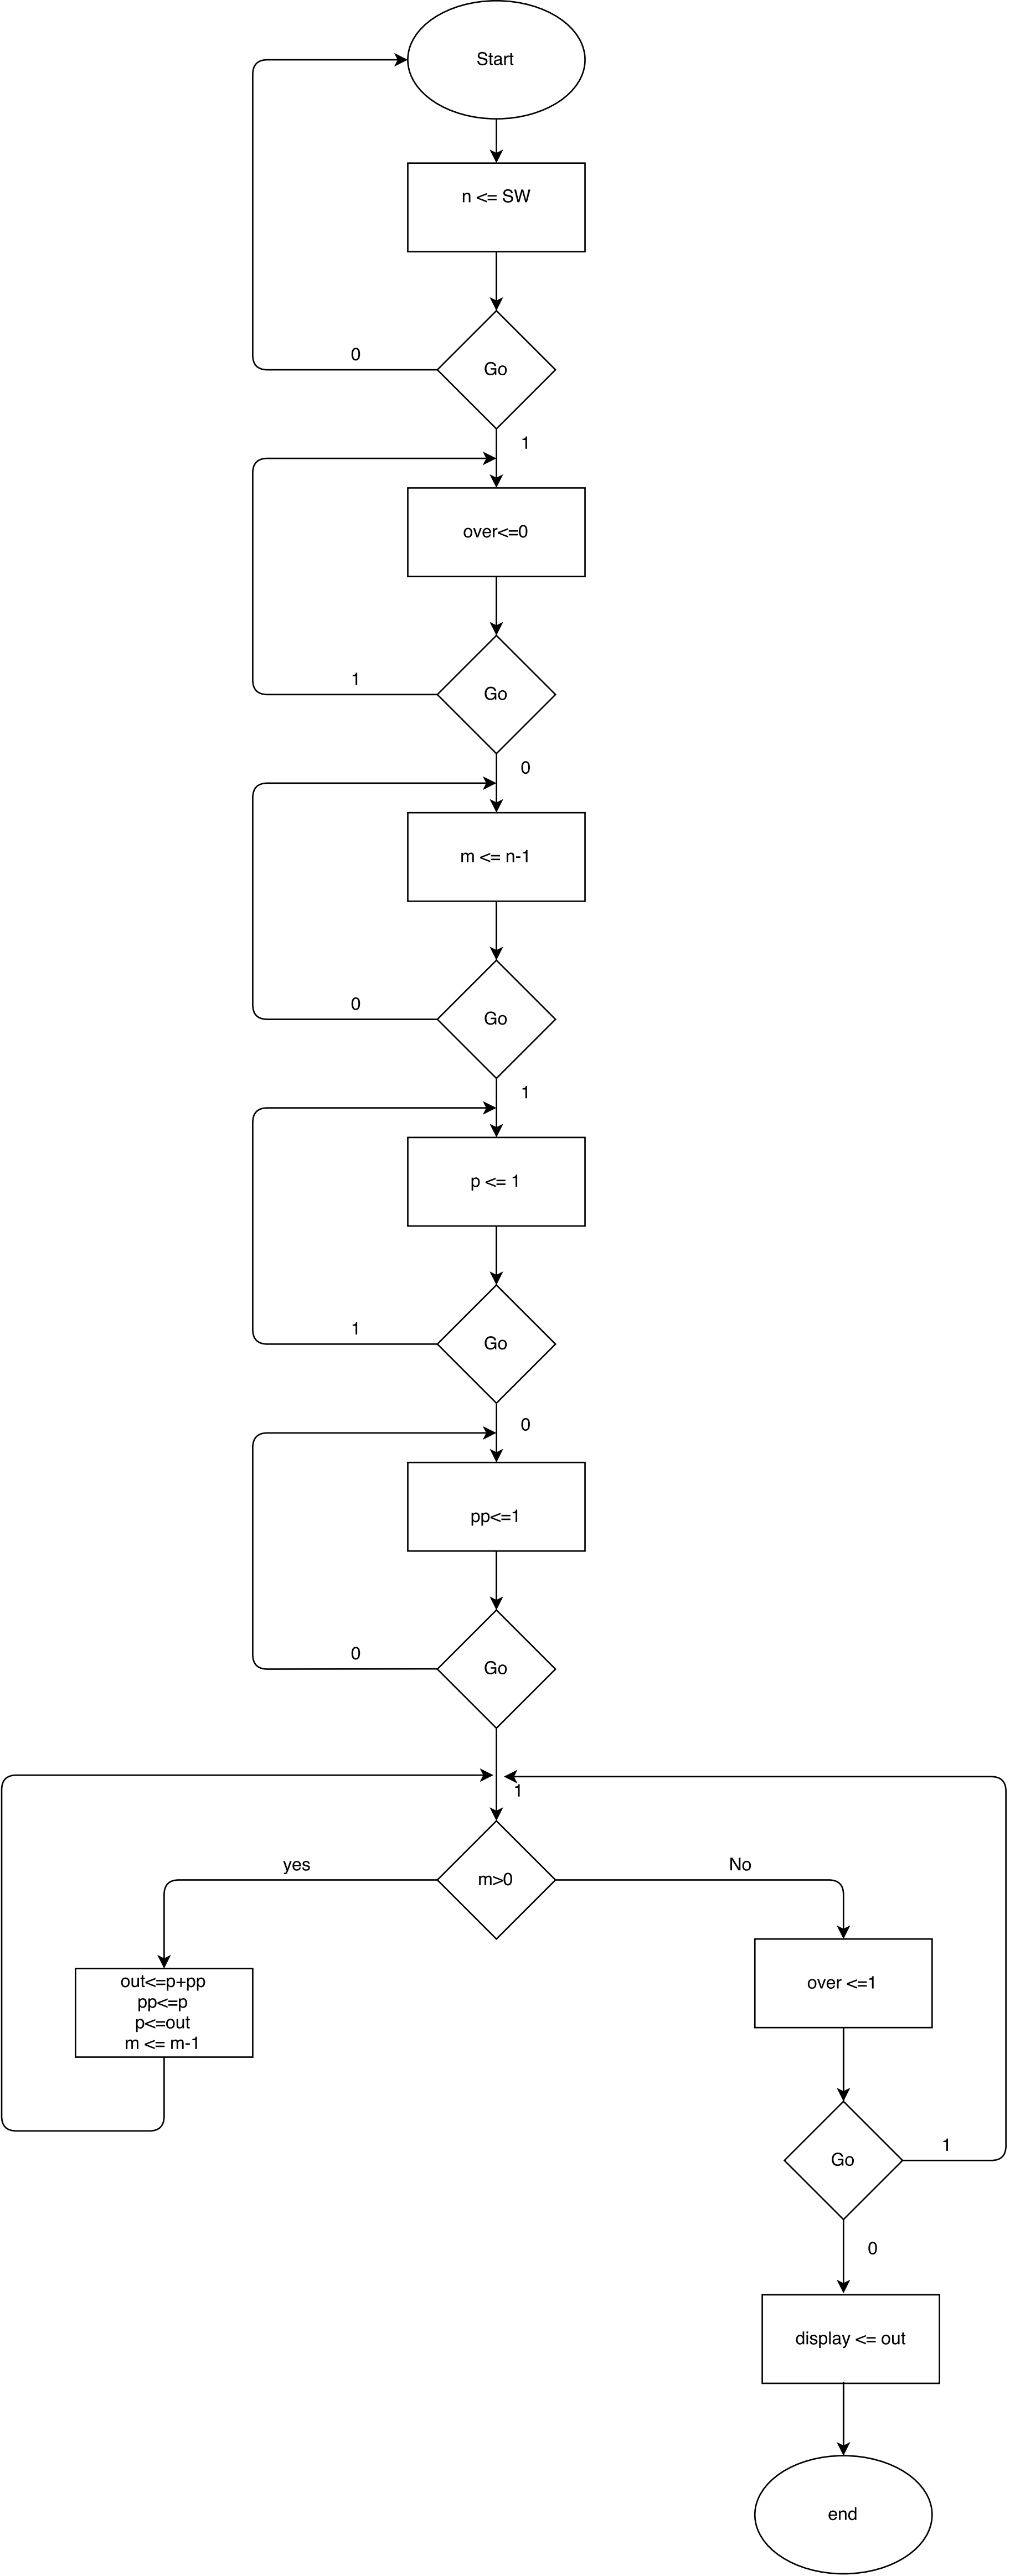 Start
n <= SW
0
Go
1
over<=0
1
Go
0
m <= n-1
0
Go
1
p <= 1
1
Go
0
pp<=1
0
Go
1
yes
m>0
No
out<=p+pp
pp<=p
p<=out
m <= m-1
over <=1
Go
1
0
display <= out
end